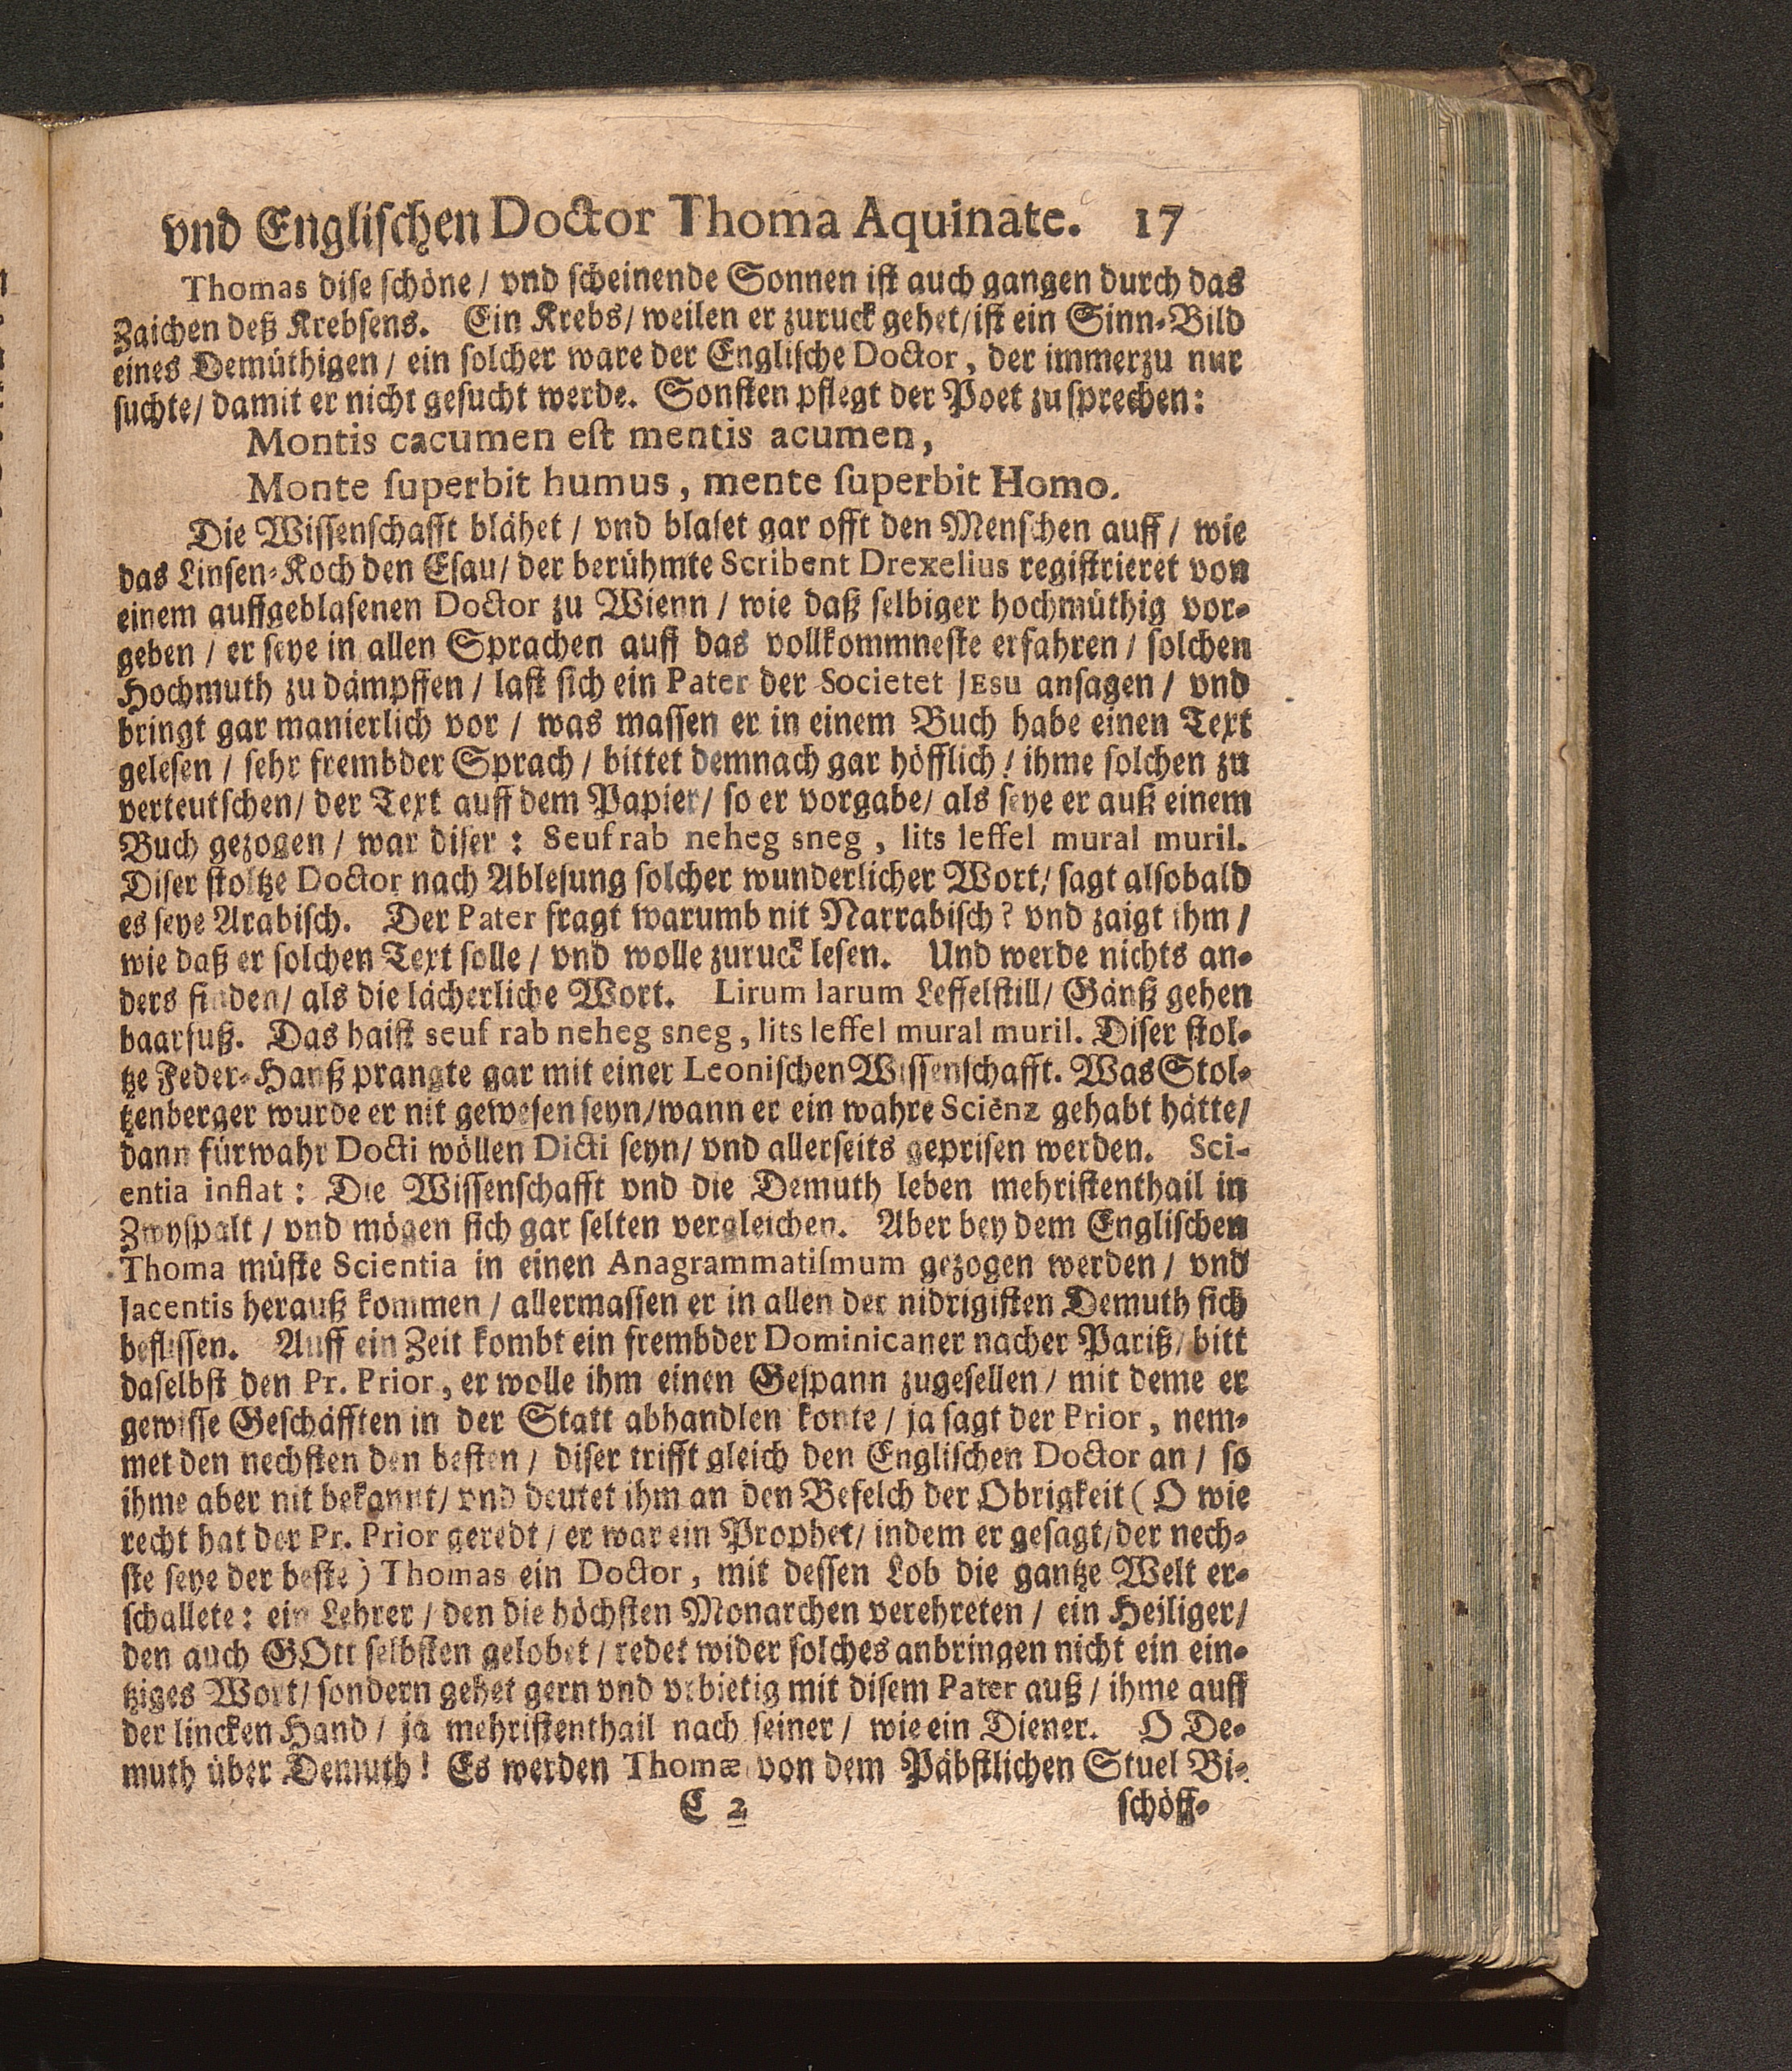 vnd Englischen Doctor Thoma Aquinate. 17
Thomas dise schöne / vnd scheinende Sonnen ist auch gangen durch das
Zaichen deß Krebsens. Ein Krebs / weilen er zuruck gehet / ist ein Sinn-Bild
eines Demüthigen / ein solcher ware der Englische Doctor, der immerzu nur
suchte / damit er nicht gesucht werde. Sonsten pflegt der Poet zu sprechen:
Montis cacumen est mentis acumen,
Monte superbit humus, mente superbit Homo.
Die Wissenschafft blähet / vnd blaset gar offt den Menschen auff / wie
das Linsen-Koch den Esau / der berühmte Scribent Drexelius registrieret von
einem auffgeblasenen Doctor zu Wienn / wie daß selbiger hochmüthig vor-
geben / er seye in allen Sprachen auff das vollkommneste erfahren / solchen
Hochmuth zu dämpffen / last sich ein Pater der Societet JEsu ansagen / vnd
bringt gar manierlich vor / was massen er in einem Buch habe einen Text
gelesen / sehr frembder Sprach / bittet demnach gar höfflich / ihme solchen zu
verteutschen / der Text auff dem Papier / so er vorgabe / als seye er auß einem
Buch gezogen / war diser : Seuf rab neheg sneg, lits leffel mural muril.
Diser stoltze Doctor nach Ablesung solcher wunderlicher Wort / sagt alsobald
es seye Arabisch. Der Pater fragt warumb nit Narrabisch? vnd zaigt ihm /
wie daß er solchen Text solle / vnd wolle zuruck lesen. Und werde nichts an-
ders finden / als die lächerliche Wort. Lirum larum Leffelstill / Gänß gehen
baarfuß. Das haist seuf rab neheg sneg, lits leffel mural muril. Diser stol-
tze Feder-Hanß prangte gar mit einer Leonischen Wissenschafft. Was Stol-
tzenberger wurde er nit gewesen seyn / wann er ein wahre Scienz gehabt hätte /
dann fürwahr Docti wöllen Dicti seyn / vnd allerseits geprisen werden. Sci-
entia inflat: Die Wissenschafft vnd die Demuth leben mehristenthail in
Zwyspalt / vnd mögen sich gar selten vergleichen. Aber bey dem Englischen
Thoma müste Scientia in einen Anagrammatismum gezogen werden / vnd
Jacentis herauß kommen / allermassen er in allen der nidrigisten Demuth sich
beflissen. Auff ein Zeit kombt ein frembder Dominicaner nacher Pariß / bitt
daselbst den Pr. Prior, er wolle ihm einen Gespann zugesellen / mit deme er
gewisse Geschäfften in der Statt abhandlen konte / ja sagt der Prior, nem-
met den nechsten den besten / diser trifft gleich den Englischen Doctor an / so
ihme aber nit bekannt / vnd deutet ihm an den Befelch der Obrigkeit ( O wie
recht hat der Pr. Prior geredt / er war ein Prophet / indem er gesagt / der nech-
ste seye der beste ) Thomas ein Doctor, mit dessen Lob die gantze Welt er-
schallete: ein Lehrer / den die höchsten Monarchen verehreten / ein Heiliger /
den auch GOtt selbsten gelobet / redet wider solches anbringen nicht ein ein-
tziges Wort / sondern gehet gern vnd vrbietig mit disem Pater auß / ihme auff
der lincken Hand / ja mehristenthail nach seiner / wie ein Diener. O De-
muth über Demuth! Es werden Thomæ von dem Päbstlichen Stuel Bi-
C 2 schöff-